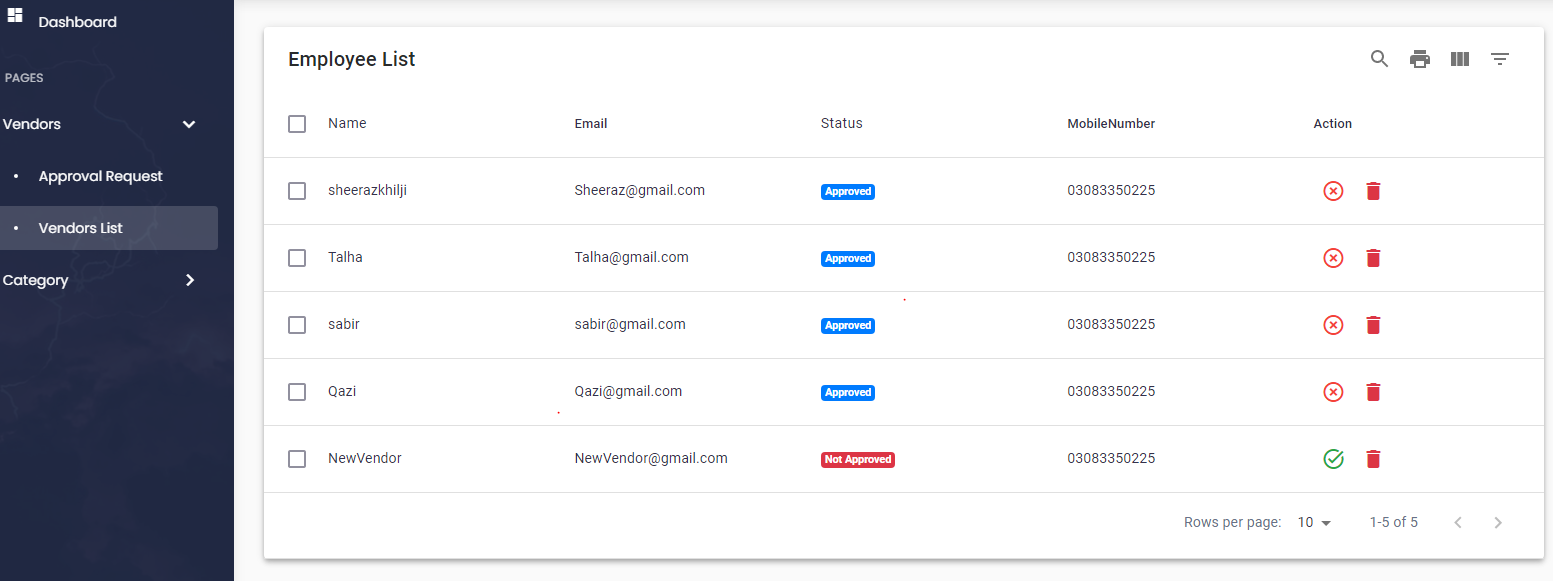 Dashboard
PAGES
Vendors
Approval Request
Vendors List
Category
Employee List
Name Email Status MobileNumber Action
sheerazkhilji Sheeraz@gmail.com Approved 03083350225
Talha Talha@gmail.com Approved 03083350225
sabir sabir@gmail.com Approved 03083350225
Qazi Qazi@gmail.com Approved 03083350225
NewVendor NewVendor@gmail.com Not Approved 03083350225
Rows per page: 10 1-5 of 5